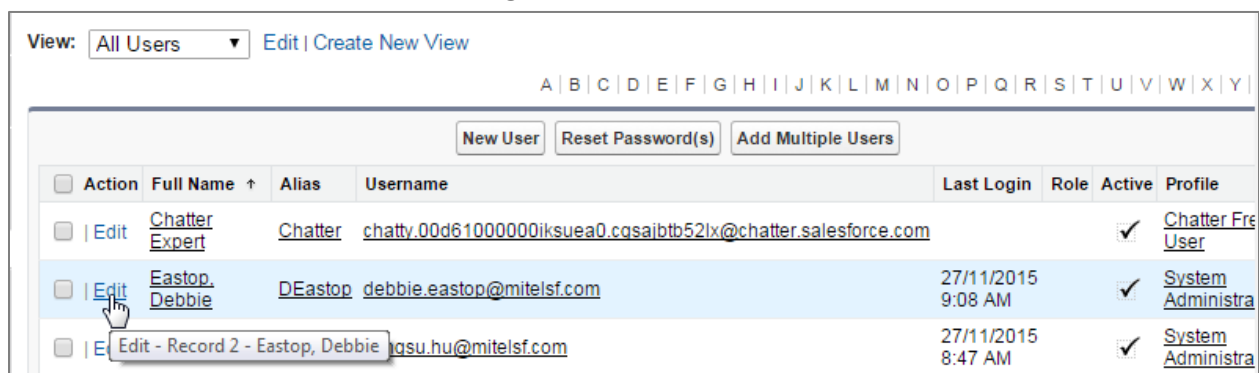 View: All Users ▼ Edit | Create New View
A | B | C | D | E | F | G | H | I | J | K | L | M | N | O | P | Q | R | S | T | U | V | W | X | Y |
New User Reset Password(s) Add Multiple Users
Action Full Name ↑ Alias Username Last Login Role Active Profile
| Edit Chatter Expert Chatter chatty.00d61000000iksuea0.cqsajbtb52lx@chatter.salesforce.com ✓ Chatter Fre
User
| Edit Eastop, Debbie DEastop debbie.eastop@mitelsf.com 27/11/2015 9:08 AM ✓ System
Administra
Edit - Record 2 - Eastop, Debbie
gsu.hu@mitelsf.com 27/11/2015 8:47 AM ✓ System
Administra